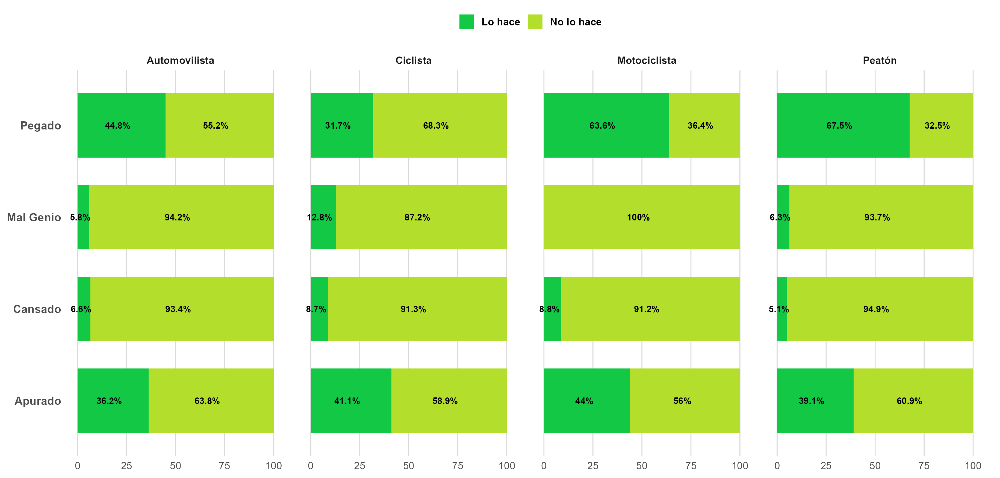 Lo hace No lo hace
Automovilista Ciclista Motociclista Peatón
Pegado 44.8% 55.2% 31.7% 68.3% 63.6% 36.4% 67.5% 32.5%
Mal Genio 5.8% 94.2% 12.8% 87.2% 100% 6.3% 93.7%
Cansado 6.6% 93.4% 8.7% 91.3% 8.8% 91.2% 5.1% 94.9%
Apurado 36.2% 63.8% 41.1% 58.9% 44% 56% 39.1% 60.9%
0 25 50 75 100 0 25 50 75 100 0 25 50 75 100 0 25 50 75 100